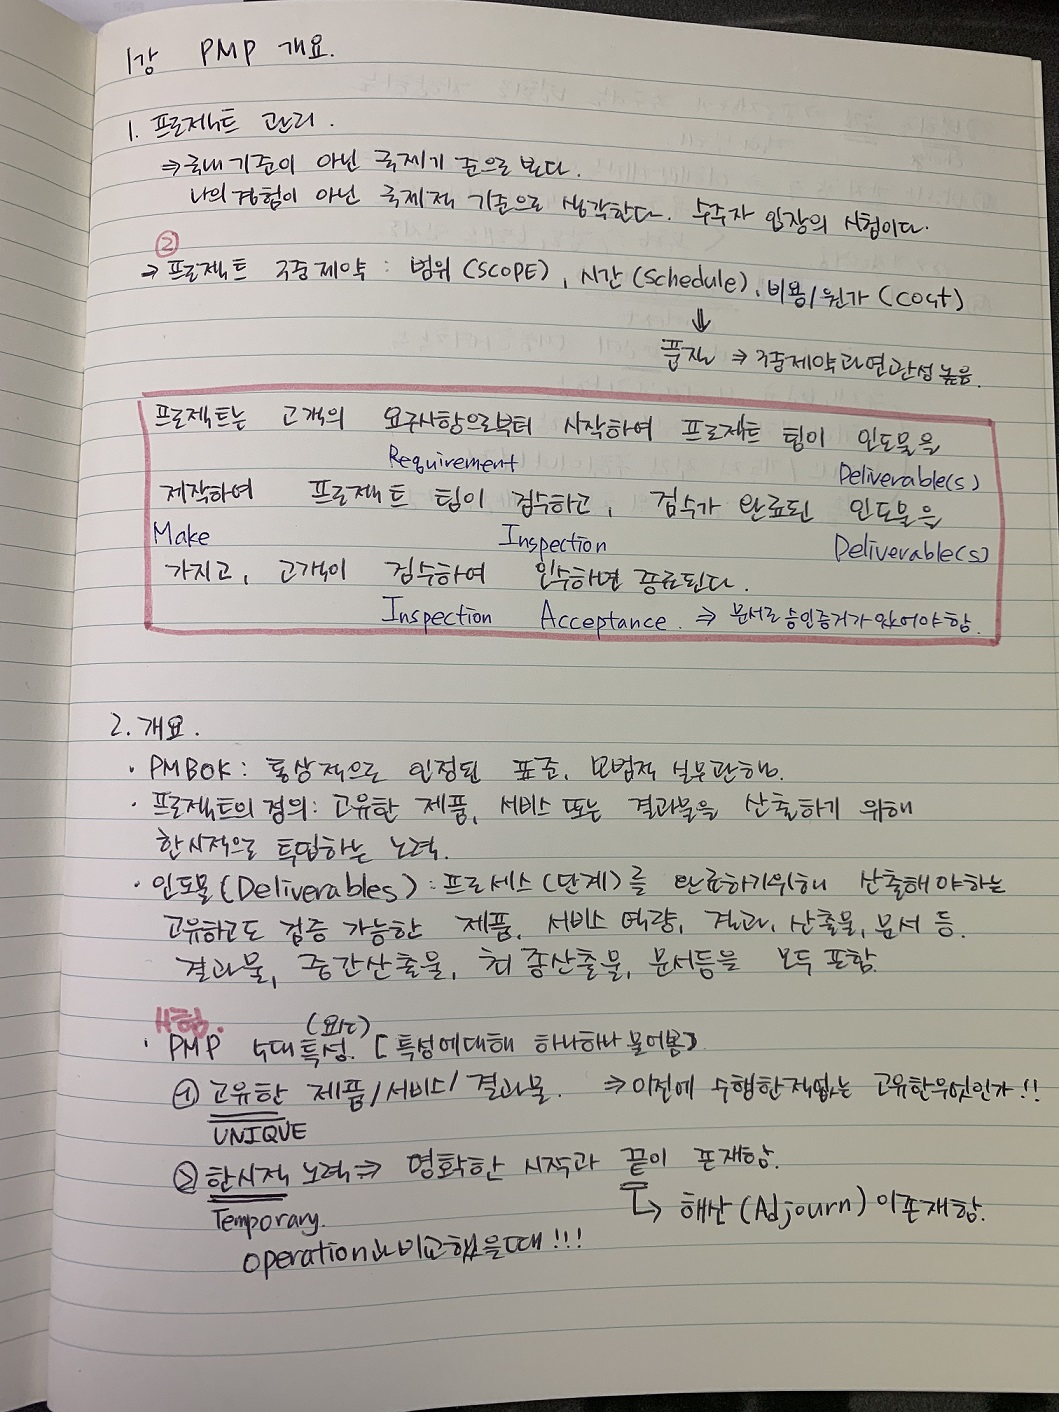 1강 PMP 개요.
1. 프로젝트 관리.
⇒ 국내기준이 아닌 국제기준으로 본다.
나의경험이 아닌 국제적 기준으로 생각한다. 수주자 입장의 시험이다.
②
→ 프로젝트 3중제약 : 범위 (SCOPE), 시간 (Schedule), 비용/원가 (cost)
⇓
품질 ⇒ 3중제약과연관성높음.
프로젝트는 고객의 요구사항으로부터 시작하여 프로젝트 팀이 인도물을
Requirement Deliverable(s)
제작하여 프로젝트 팀이 검수하고, 검수가 완료된 인도물을
Make Inspection Deliverable(s)
가지고, 고객이 검수하여 인수하면 종료된다.
Inspection Acceptance. ⇒ 문서로 승인증거가있어야 함.
2. 개요.
· PMBOK : 통상적으로 인정된 표준, 모범적 실무관행.
· 프로젝트의 정의 : 고유한 제품, 서비스 또는 결과물을 산출하기 위해
한시적으로 투입하는 노력.
· 인도물 (Deliverables) : 프로세스(단계)를 완료하기위해 산출해야하는
고유하고도 검증 가능한 제품, 서비스 역량, 결과, 산출물, 문서 등.
결과물, 중간산출물, 최종산출물, 문서등을 모두 포함.
시험.
(요소)
· PMP 4대특성. [특성에대해 하나하나 물어봄]
① 고유한 제품/서비스/결과물. ⇒ 이전에 수행한적없는 고유한무엇인가!!
UNIQUE
② 한시적 노력 ⇒ 명확한 시작과 끝이 존재함.
Temporary. ↳ 해산 (Adjourn) 이존재함.
operation과비교했을때!!!